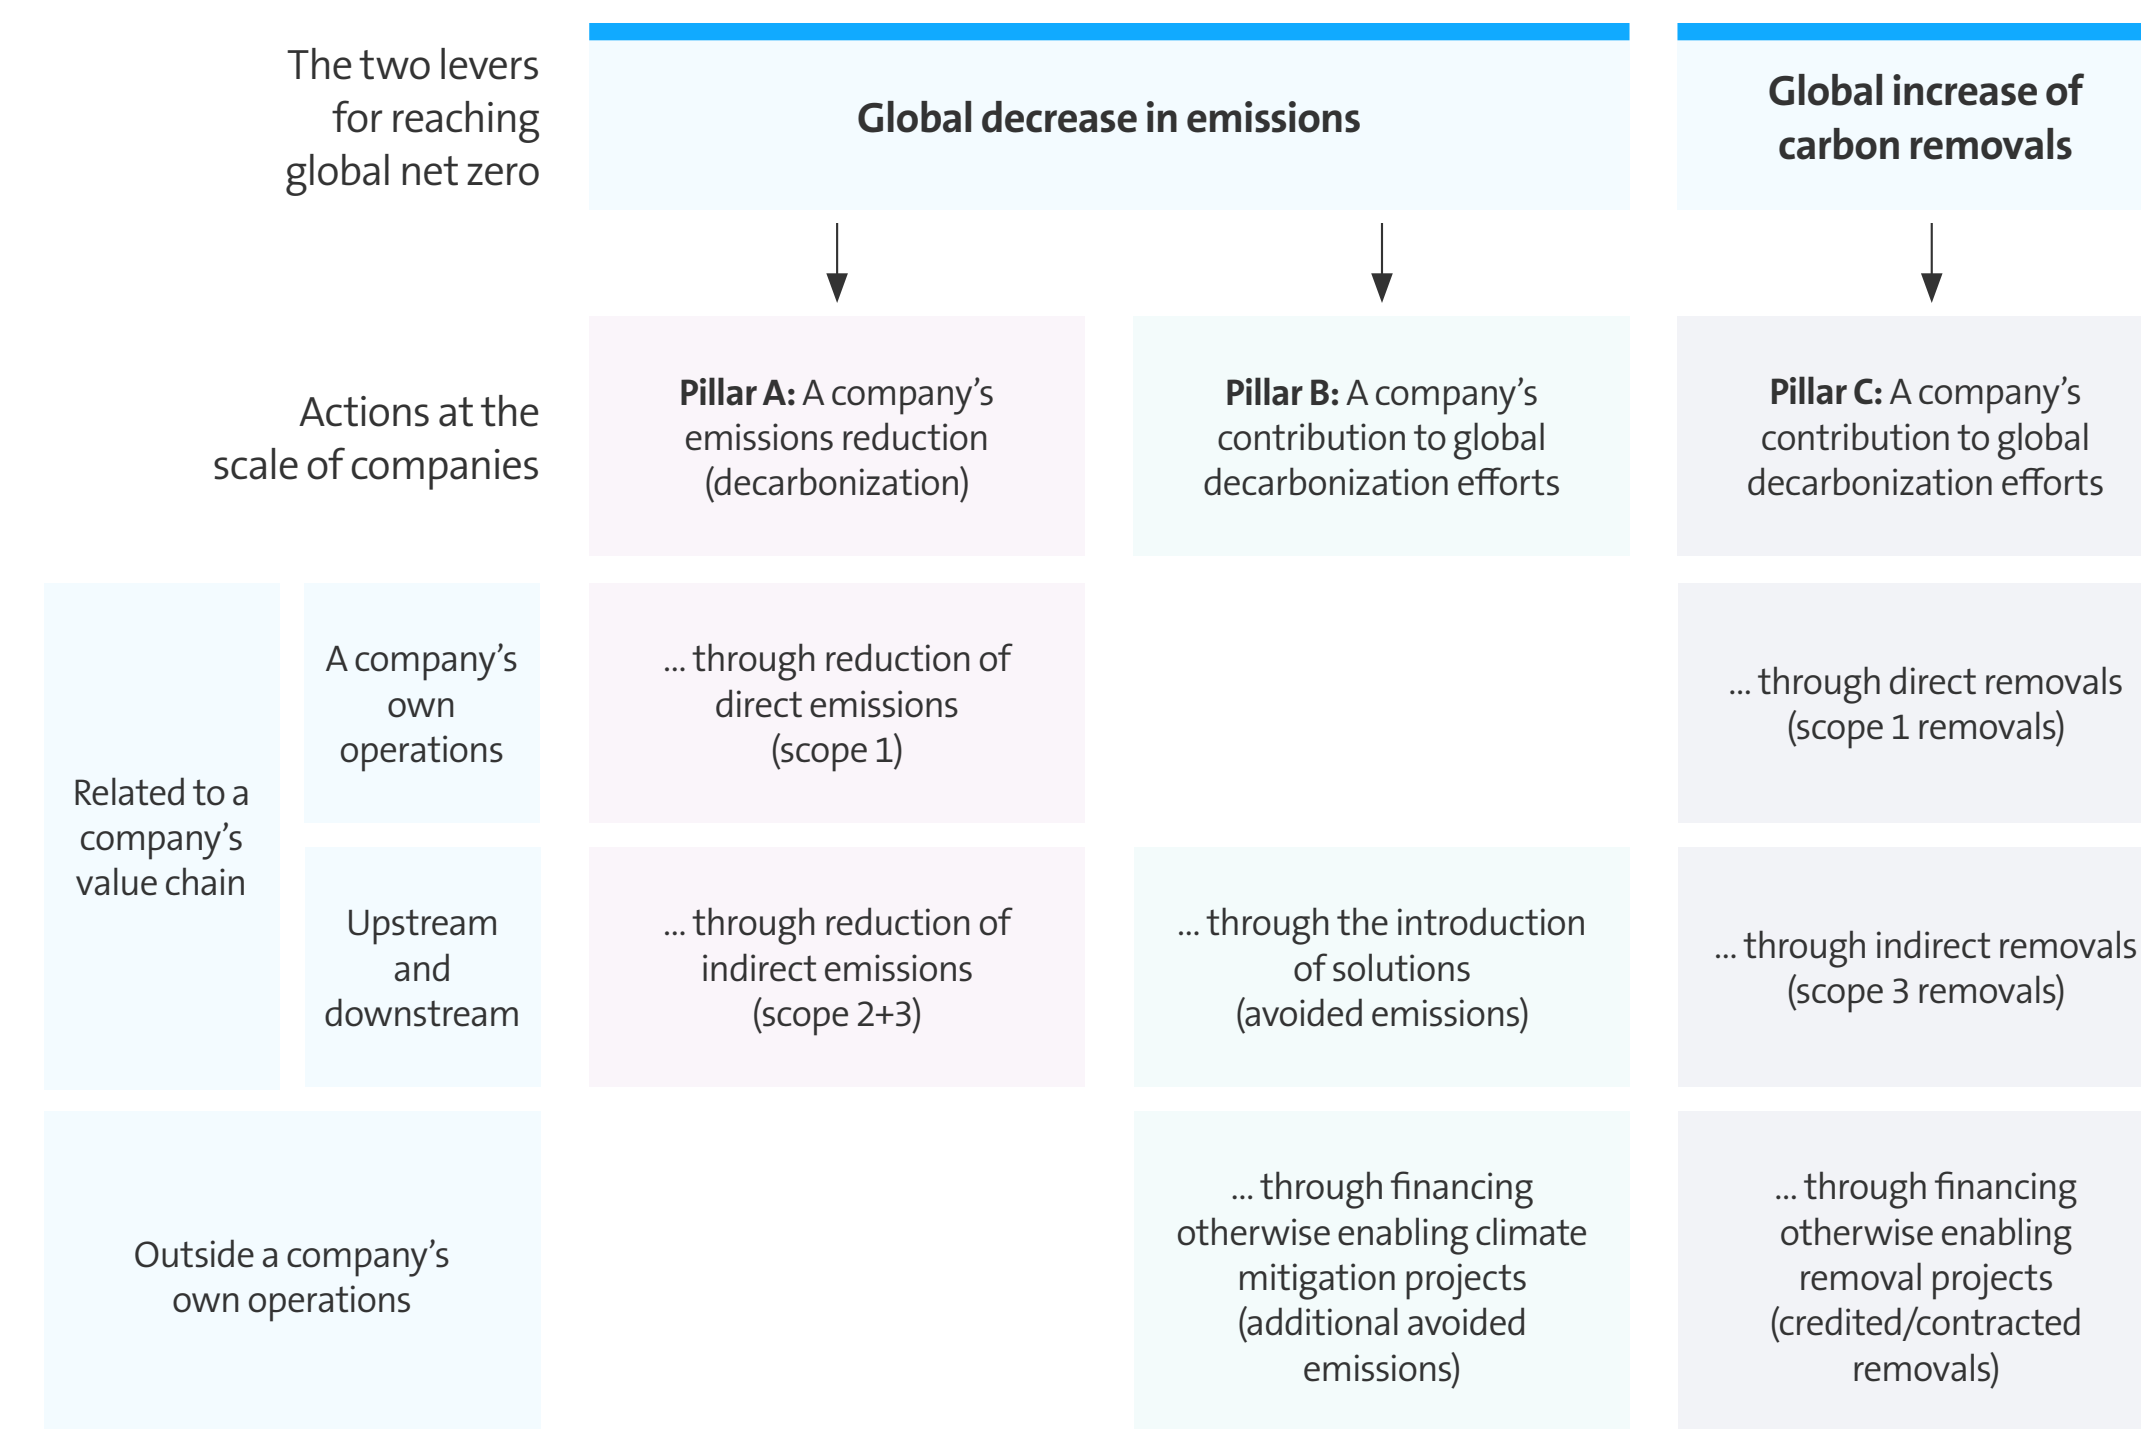 The two levers
for reaching
global net zero
Global decrease in emissions
Global increase of
carbon removals
Actions at the
scale of companies
Pillar A: A company’s
emissions reduction
(decarbonization)
Pillar B: A company’s
contribution to global
decarbonization efforts
Pillar C: A company’s
contribution to global
decarbonization efforts
Related to a
company’s
value chain
A company’s
own
operations
... through reduction of
direct emissions
(scope 1)
... through direct removals
(scope 1 removals)
Upstream
and
downstream
... through reduction of
indirect emissions
(scope 2+3)
... through the introduction
of solutions
(avoided emissions)
... through indirect removals
(scope 3 removals)
Outside a company’s
own operations
... through financing
otherwise enabling climate
mitigation projects
(additional avoided
emissions)
... through financing
otherwise enabling
removal projects
(credited/contracted
removals)